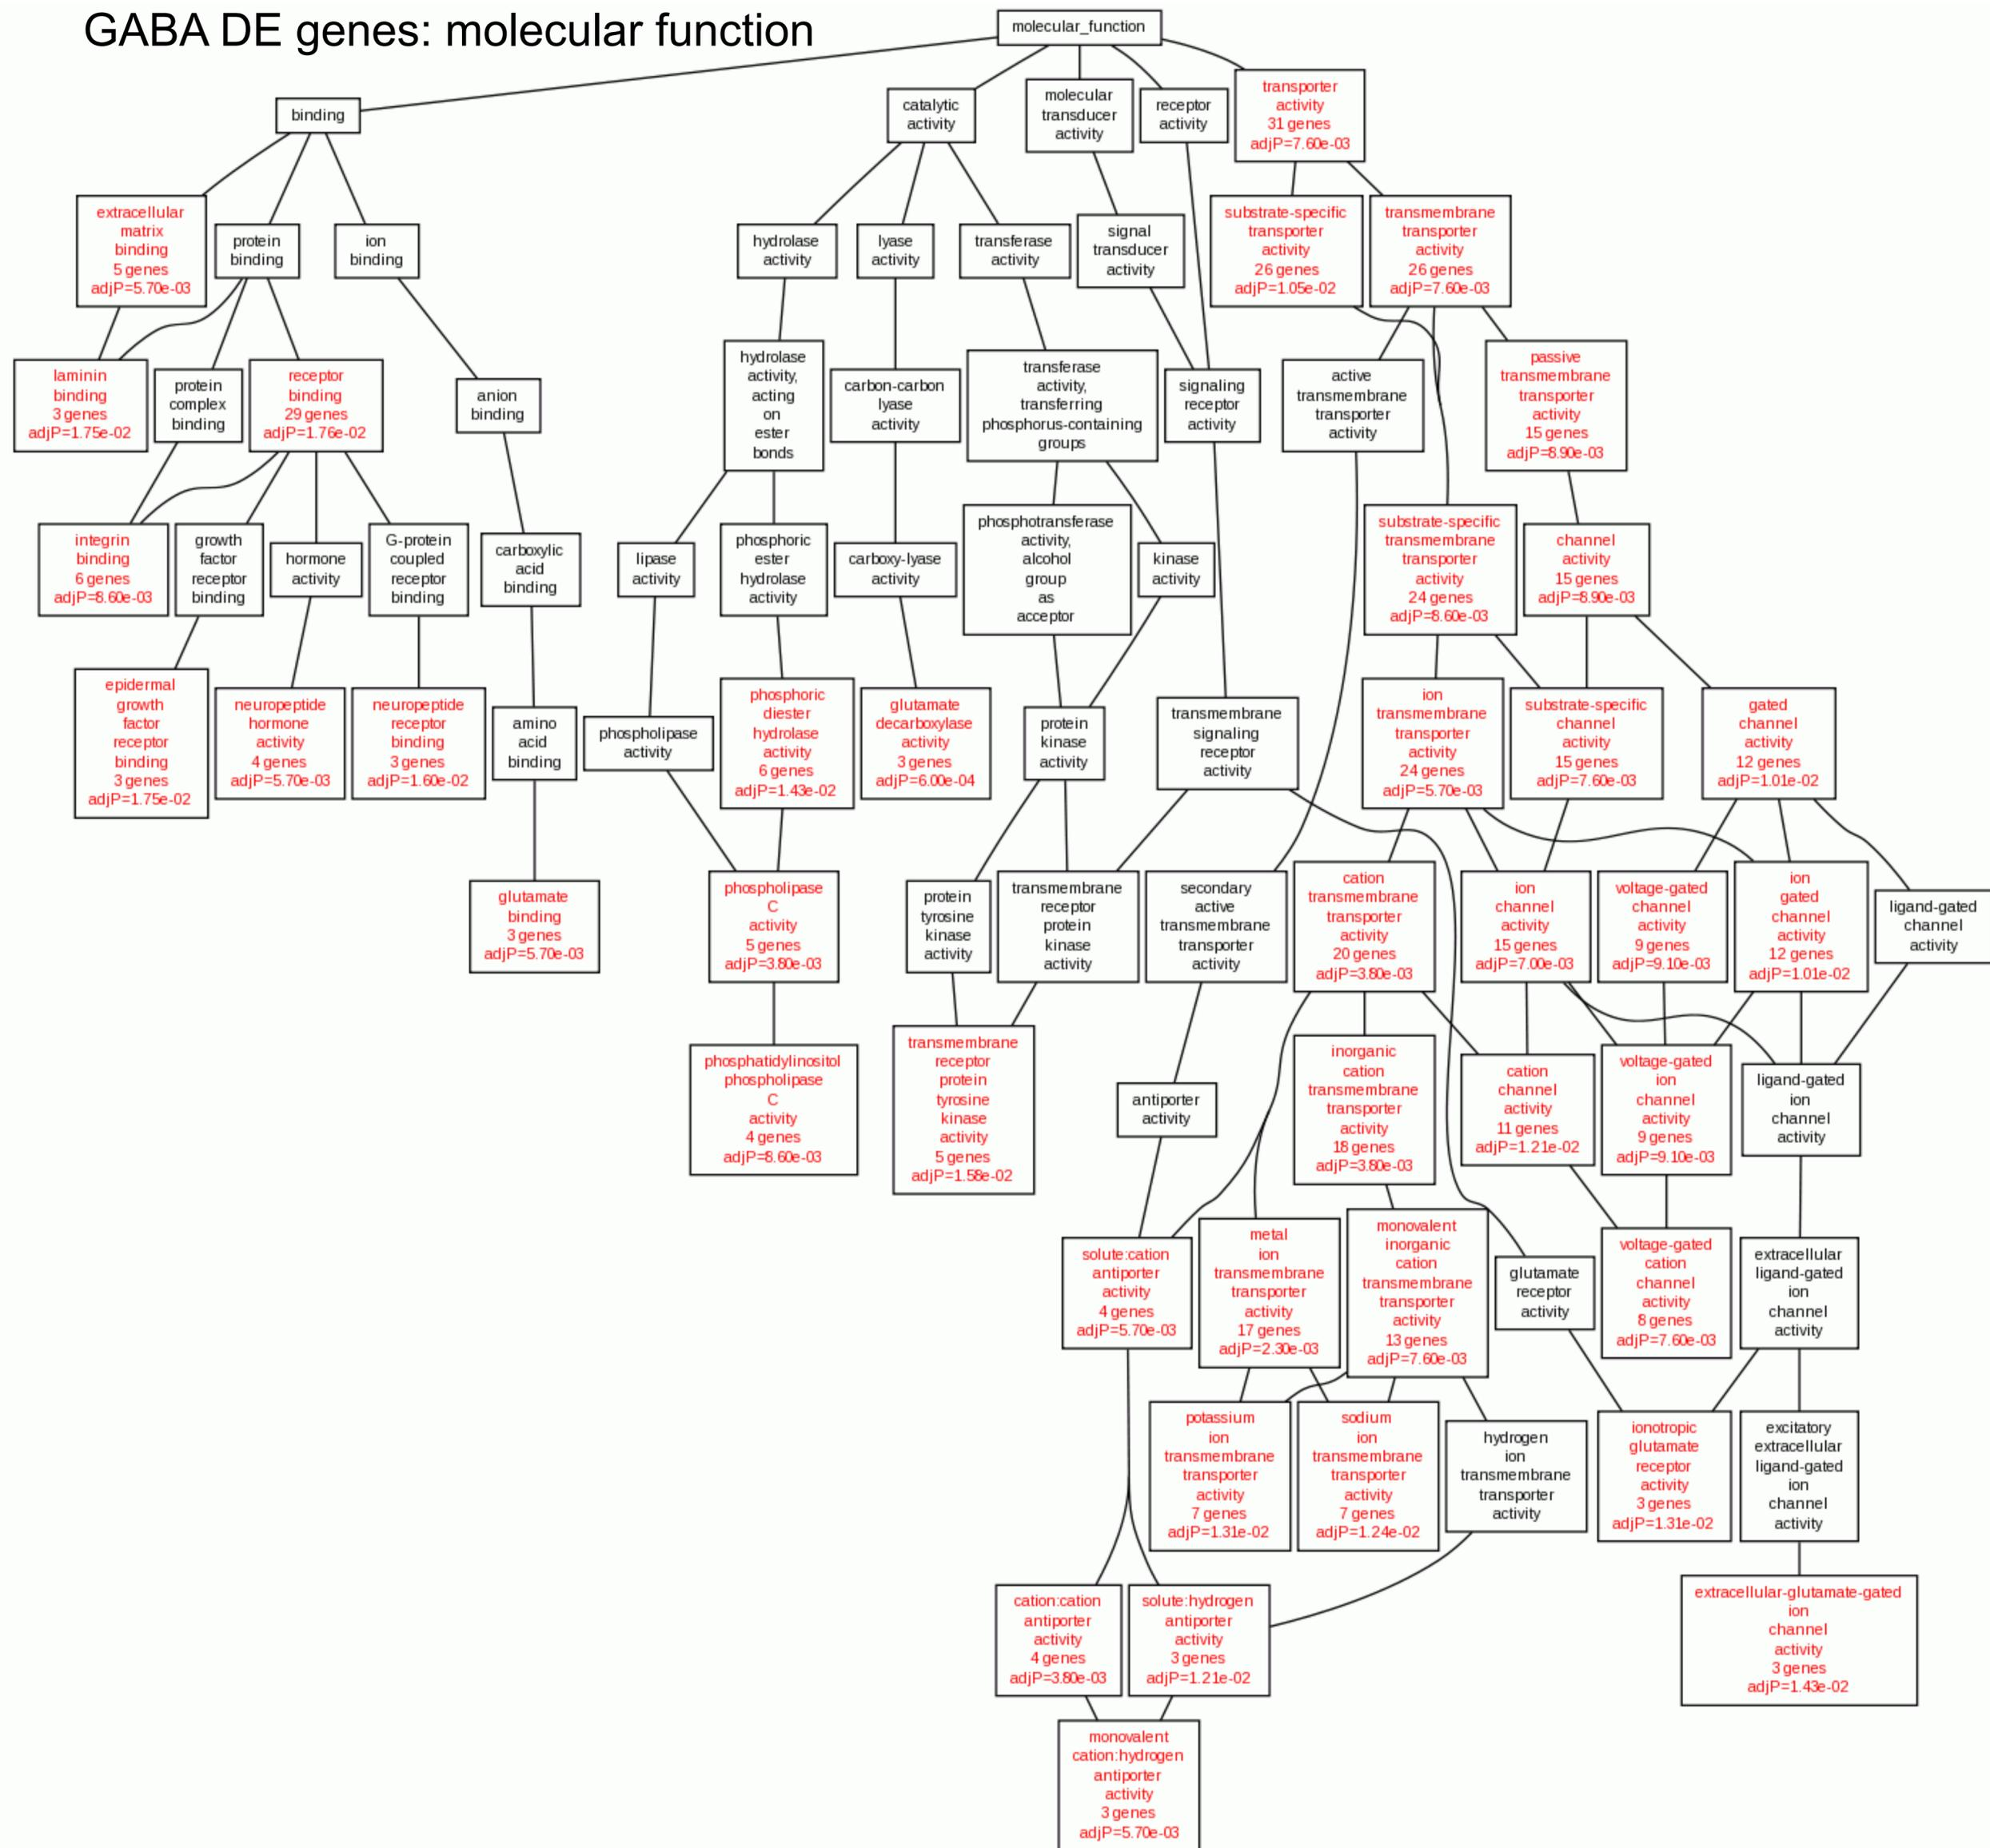 GABA DE genes: molecular function
molecular_function
binding
catalytic
activity
molecular
transducer
activity
receptor
activity
transporter
activity
31 genes
adjP=7.60e-03
extracellular
matrix
binding
5 genes
adjP=5.70e-03
protein
binding
ion
binding
hydrolase
activity
lyase
activity
transferase
activity
signal
transducer
activity
substrate-specific
transporter
activity
26 genes
adjP=1.05e-02
transmembrane
transporter
activity
26 genes
adjP=7.60e-03
laminin
binding
3 genes
adjP=1.75e-02
protein
complex
binding
receptor
binding
29 genes
adjP=1.76e-02
anion
binding
hydrolase
activity,
acting
on
ester
bonds
carbon-carbon
lyase
activity
transferase
activity,
transferring
phosphorus-containing
groups
signaling
receptor
activity
active
transmembrane
transporter
activity
passive
transmembrane
transporter
activity
15 genes
adjP=8.90e-03
integrin
binding
6 genes
adjP=8.60e-03
growth
factor
receptor
binding
hormone
activity
G-protein
coupled
receptor
binding
carboxylic
acid
binding
lipase
activity
phosphoric
ester
hydrolase
activity
carboxy-lyase
activity
phosphotransferase
activity,
alcohol
group
as
acceptor
kinase
activity
substrate-specific
transmembrane
transporter
activity
24 genes
adjP=8.60e-03
channel
activity
15 genes
adjP=8.90e-03
epidermal
growth
factor
receptor
binding
3 genes
adjP=1.75e-02
neuropeptide
hormone
activity
4 genes
adjP=5.70e-03
neuropeptide
receptor
binding
3 genes
adjP=1.60e-02
amino
acid
binding
phospholipase
activity
phosphoric
diester
hydrolase
activity
6 genes
adjP=1.43e-02
glutamate
decarboxylase
activity
3 genes
adjP=6.00e-04
protein
kinase
activity
transmembrane
signaling
receptor
activity
ion
transmembrane
transporter
activity
24 genes
adjP=5.70e-03
substrate-specific
channel
activity
15 genes
adjP=7.60e-03
gated
channel
activity
12 genes
adjP=1.01e-02
glutamate
binding
3 genes
adjP=5.70e-03
phospholipase
C
activity
5 genes
adjP=3.80e-03
protein
tyrosine
kinase
activity
transmembrane
receptor
protein
kinase
activity
secondary
active
transmembrane
transporter
activity
cation
transmembrane
transporter
activity
20 genes
adjP=3.80e-03
ion
channel
activity
15 genes
adjP=7.00e-03
voltage-gated
channel
activity
9 genes
adjP=9.10e-03
ion
gated
channel
activity
12 genes
adjP=1.01e-02
ligand-gated
channel
activity
phosphatidylinositol
phospholipase
C
activity
4 genes
adjP=8.60e-03
transmembrane
receptor
protein
tyrosine
kinase
activity
5 genes
adjP=1.58e-02
antiporter
activity
inorganic
cation
transmembrane
transporter
activity
18 genes
adjP=3.80e-03
cation
channel
activity
11 genes
adjP=1.21e-02
voltage-gated
ion
channel
activity
9 genes
adjP=9.10e-03
ligand-gated
ion
channel
activity
solute:cation
antiporter
activity
4 genes
adjP=5.70e-03
metal
ion
transmembrane
transporter
activity
17 genes
adjP=2.30e-03
monovalent
inorganic
cation
transmembrane
transporter
activity
13 genes
adjP=7.60e-03
glutamate
receptor
activity
voltage-gated
cation
channel
activity
8 genes
adjP=7.60e-03
extracellular
ligand-gated
ion
channel
activity
potassium
ion
transmembrane
transporter
activity
7 genes
adjP=1.31e-02
sodium
ion
transmembrane
transporter
activity
7 genes
adjP=1.24e-02
hydrogen
ion
transmembrane
transporter
activity
ionotropic
glutamate
receptor
activity
3 genes
adjP=1.31e-02
excitatory
extracellular
ligand-gated
ion
channel
activity
cation:cation
antiporter
activity
4 genes
adjP=3.80e-03
solute:hydrogen
antiporter
activity
3 genes
adjP=1.21e-02
extracellular-glutamate-gated
ion
channel
activity
3 genes
adjP=1.43e-02
monovalent
cation:hydrogen
antiporter
activity
3 genes
adjP=5.70e-03